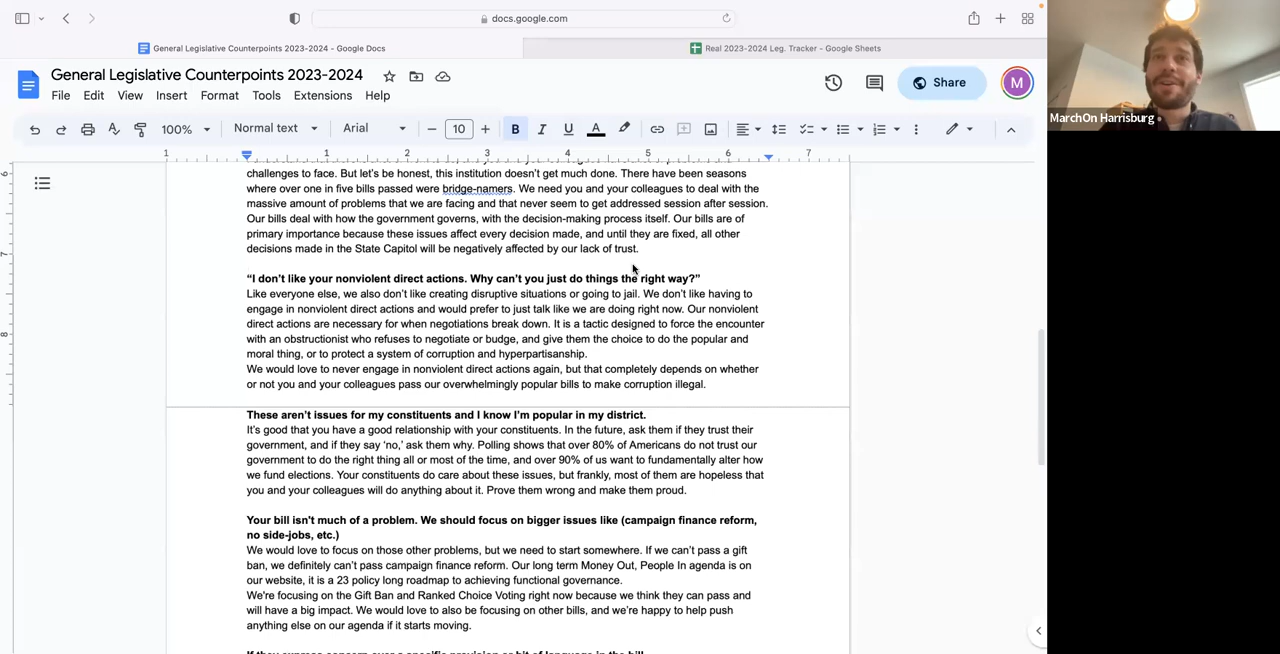 docs.google.com
General Legislative Counterpoints 2023-2024 - Google Docs
Real 2023-2024 Leg. Tracker - Google Sheets
General Legislative Counterpoints 2023-2024
Share
M
File Edit View Insert Format Tools Extensions Help
100% Normal text Arial 10 B I U A
1 1 2 3 4 5 6 7
MarchOn Harrisburg
challenges to face. But let's be honest, this institution doesn't get much done. There have been seasons
where over one in five bills passed were bridge-namers. We need you and your colleagues to deal with the
massive amount of problems that we are facing and that never seem to get addressed session after session.
Our bills deal with how the government governs, with the decision-making process itself. Our bills are of
primary importance because these issues affect every decision made, and until they are fixed, all other
decisions made in the State Capitol will be negatively affected by our lack of trust.
“I don’t like your nonviolent direct actions. Why can’t you just do things the right way?”
Like everyone else, we also don’t like creating disruptive situations or going to jail. We don’t like having to
engage in nonviolent direct actions and would prefer to just talk like we are doing right now. Our nonviolent
direct actions are necessary for when negotiations break down. It is a tactic designed to force the encounter
with an obstructionist who refuses to negotiate or budge, and give them the choice to do the popular and
moral thing, or to protect a system of corruption and hyperpartisanship.
We would love to never engage in nonviolent direct actions again, but that completely depends on whether
or not you and your colleagues pass our overwhelmingly popular bills to make corruption illegal.
These aren’t issues for my constituents and I know I’m popular in my district.
It’s good that you have a good relationship with your constituents. In the future, ask them if they trust their
government, and if they say ‘no,’ ask them why. Polling shows that over 80% of Americans do not trust our
government to do the right thing all or most of the time, and over 90% of us want to fundamentally alter how
we fund elections. Your constituents do care about these issues, but frankly, most of them are hopeless that
you and your colleagues will do anything about it. Prove them wrong and make them proud.
Your bill isn't much of a problem. We should focus on bigger issues like (campaign finance reform,
no side-jobs, etc.)
We would love to focus on those other problems, but we need to start somewhere. If we can’t pass a gift
ban, we definitely can’t pass campaign finance reform. Our long term Money Out, People In agenda is on
our website, it is a 23 policy long roadmap to achieving functional governance.
We're focusing on the Gift Ban and Ranked Choice Voting right now because we think they can pass and
will have a big impact. We would love to also be focusing on other bills, and we’re happy to help push
anything else on our agenda if it starts moving.
If they express concern over a specific provision or bit of language in the bill